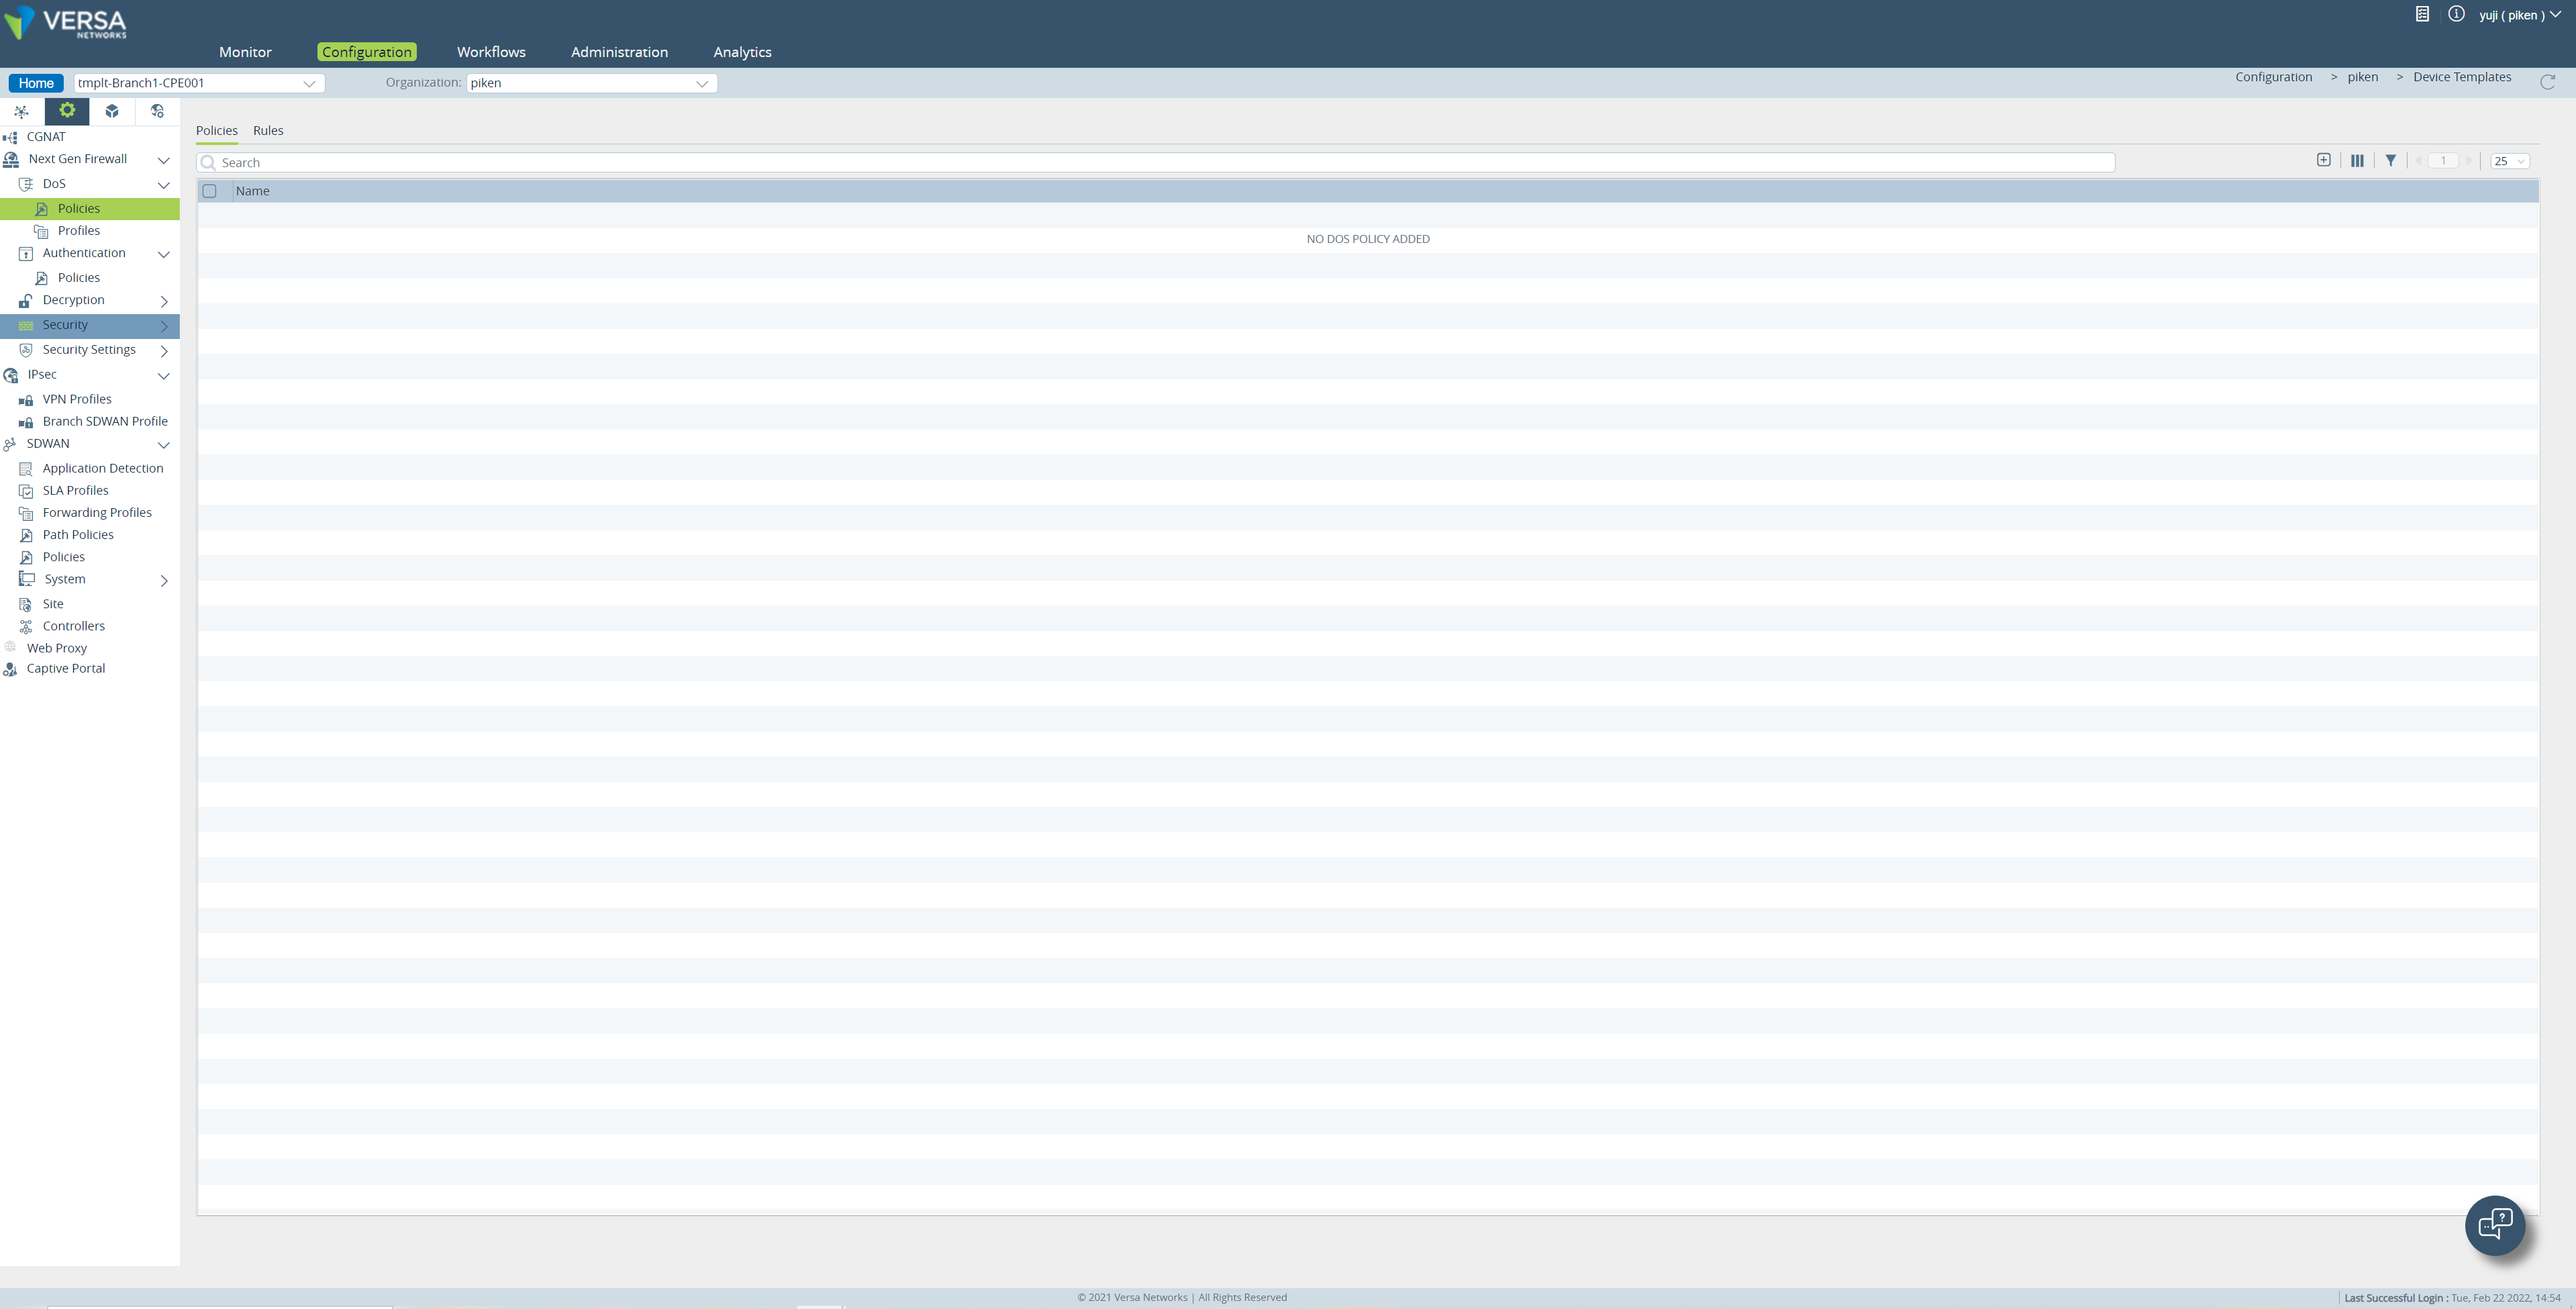 VERSA
NETWORKS
yuji ( piken )
Monitor Configuration Workflows Administration Analytics
Home tmplt-Branch1-CPE001 Organization: piken Configuration > piken > Device Templates
CGNAT
Next Gen Firewall
DoS
Policies
Profiles
Authentication
Policies
Decryption
Security
Security Settings
IPsec
VPN Profiles
Branch SDWAN Profile
SDWAN
Application Detection
SLA Profiles
Forwarding Profiles
Path Policies
Policies
System
Site
Controllers
Web Proxy
Captive Portal
Policies Rules
Search 1 25
Name
NO DOS POLICY ADDED
© 2021 Versa Networks | All Rights Reserved
Last Successful Login : Tue, Feb 22 2022, 14:54